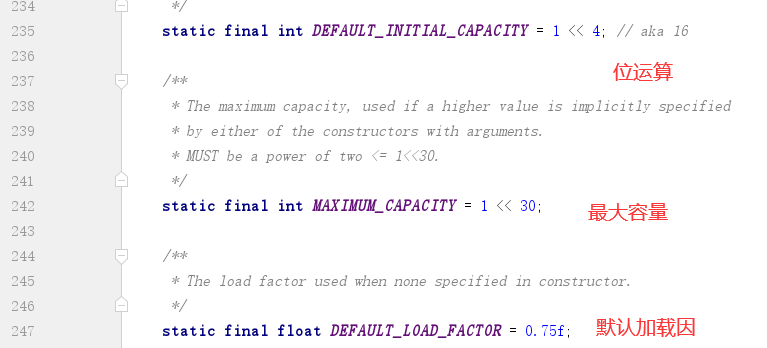 234 */
235 static final int DEFAULT_INITIAL_CAPACITY = 1 << 4; // aka 16
236
位运算
237 /**
238 * The maximum capacity, used if a higher value is implicitly specified
239 * by either of the constructors with arguments.
240 * MUST be a power of two <= 1<<30.
241 */
242 static final int MAXIMUM_CAPACITY = 1 << 30;
最大容量
243
244 /**
245 * The load factor used when none specified in constructor.
246 */
247 static final float DEFAULT_LOAD_FACTOR = 0.75f;
默认加载因